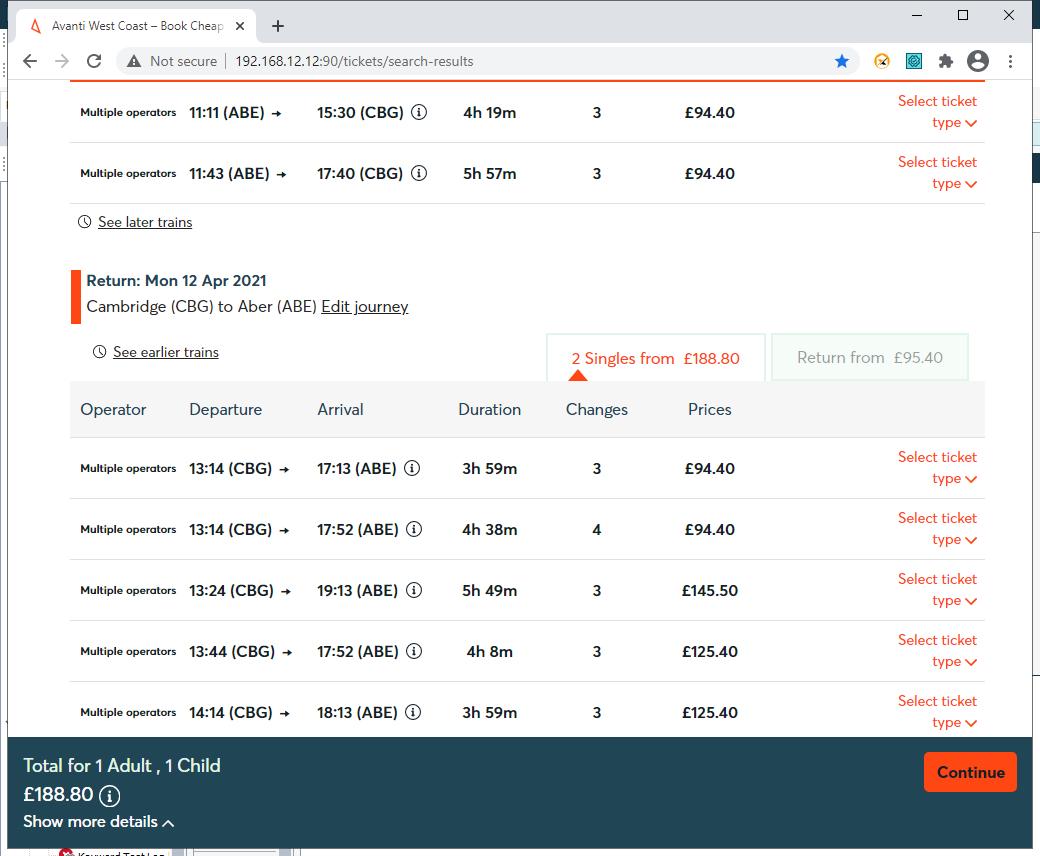 Avanti West Coast – Book Cheap
Not secure 192.168.12.12:90/tickets/search-results
Multiple operators 11:11 (ABE) → 15:30 (CBG) 4h 19m 3 £94.40 Select ticket
type
Multiple operators 11:43 (ABE) → 17:40 (CBG) 5h 57m 3 £94.40 Select ticket
type
See later trains
Return: Mon 12 Apr 2021
Cambridge (CBG) to Aber (ABE) Edit journey
See earlier trains
2 Singles from £188.80 Return from £95.40
Operator Departure Arrival Duration Changes Prices
Multiple operators 13:14 (CBG) → 17:13 (ABE) 3h 59m 3 £94.40 Select ticket
type
Multiple operators 13:14 (CBG) → 17:52 (ABE) 4h 38m 4 £94.40 Select ticket
type
Multiple operators 13:24 (CBG) → 19:13 (ABE) 5h 49m 3 £145.50 Select ticket
type
Multiple operators 13:44 (CBG) → 17:52 (ABE) 4h 8m 3 £125.40 Select ticket
type
Multiple operators 14:14 (CBG) → 18:13 (ABE) 3h 59m 3 £125.40 Select ticket
type
Total for 1 Adult , 1 Child
£188.80
Show more details
Continue